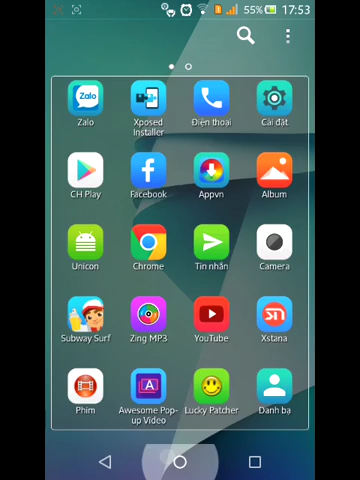 55% 17:53
Zalo
Zalo
Xposed Installer
Điện thoại
Cài đặt
CH Play
Facebook
Appvn
Album
Unicon
Chrome
Tin nhắn
Camera
Subway Surf
Zing MP3
YouTube
Xstana
Phim
A
Awesome Pop-
up Video
Lucky Patcher
Danh bạ